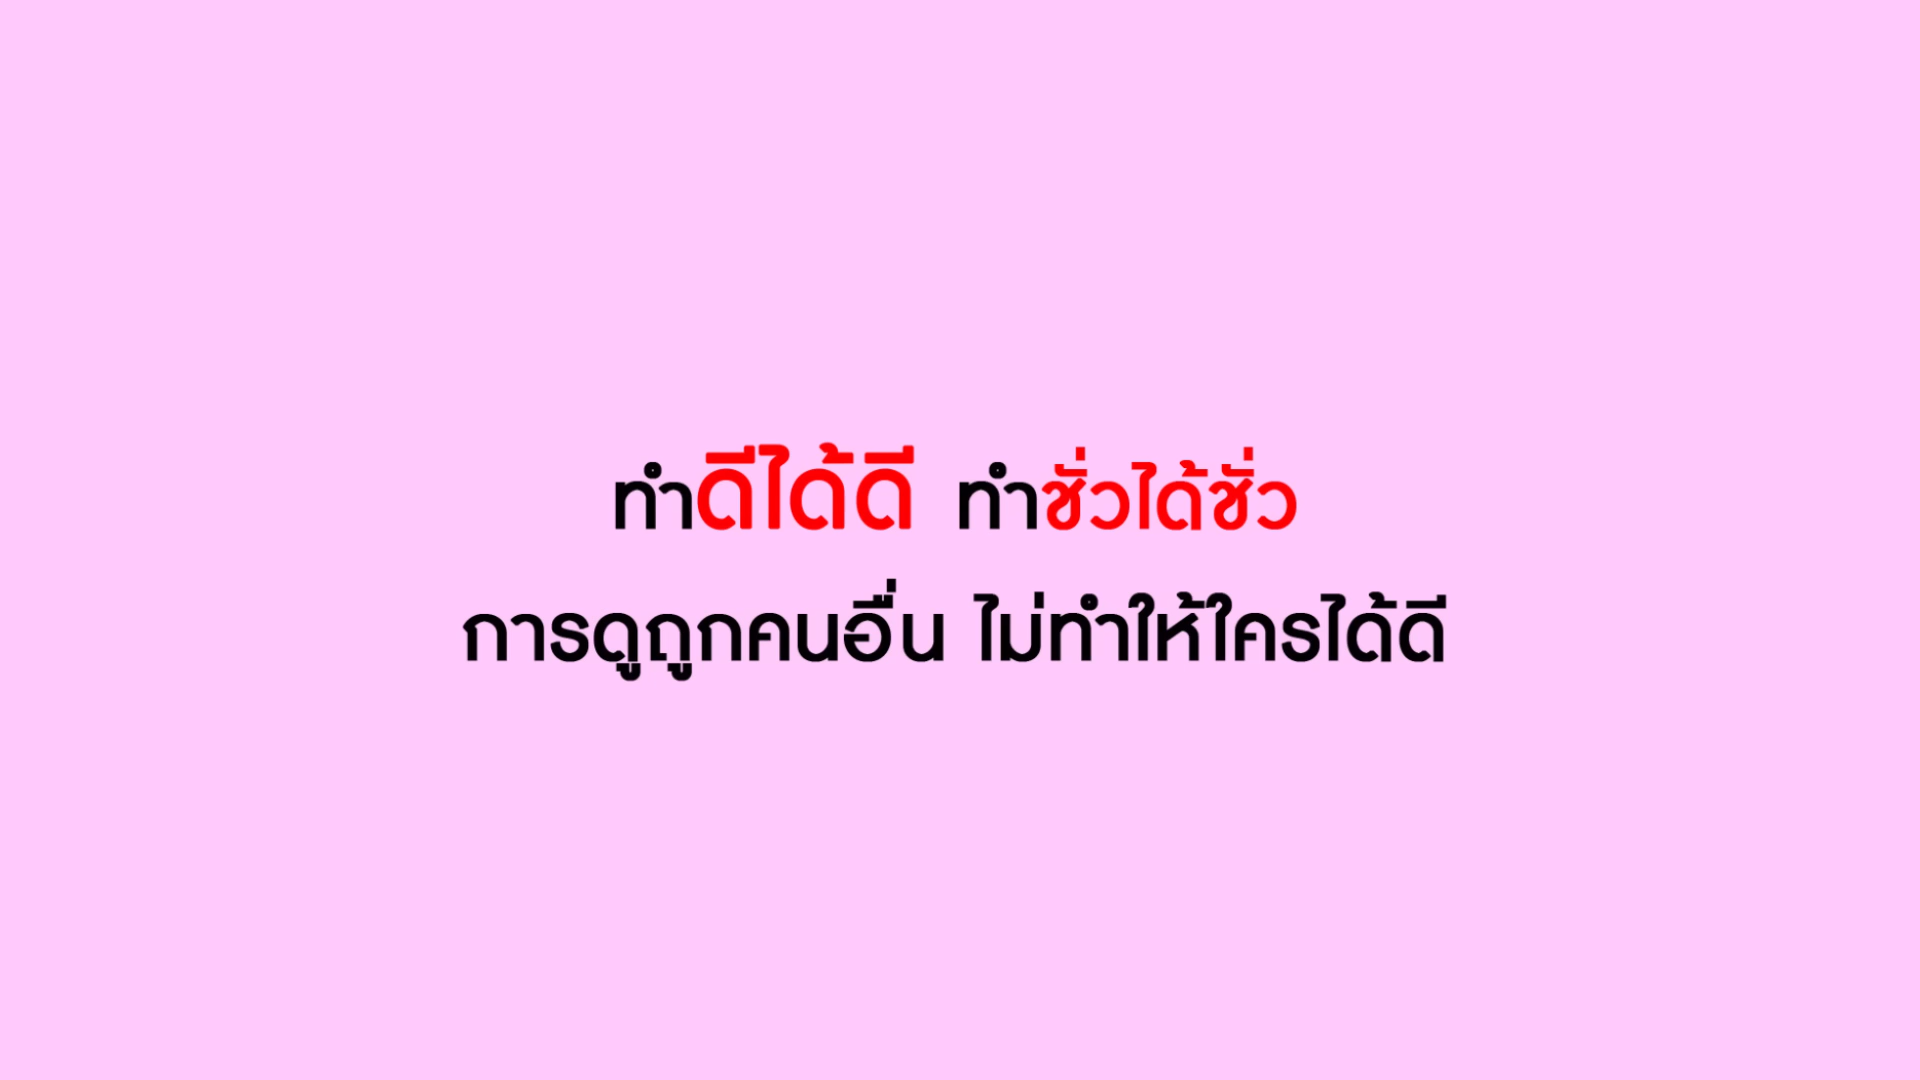 ทำดีได้ดี ทำชั่วได้ชั่ว
การดูถูกคนอื่น ไม่ทำให้ใครได้ดี